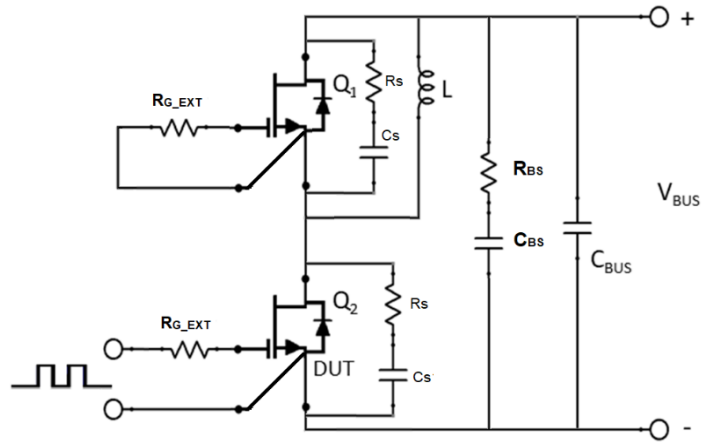 +
Q1
Rs
L
RG_EXT
Cs
RBS
VBUS
CBS
CBUS
Q2
Rs
RG_EXT
DUT
Cs
-